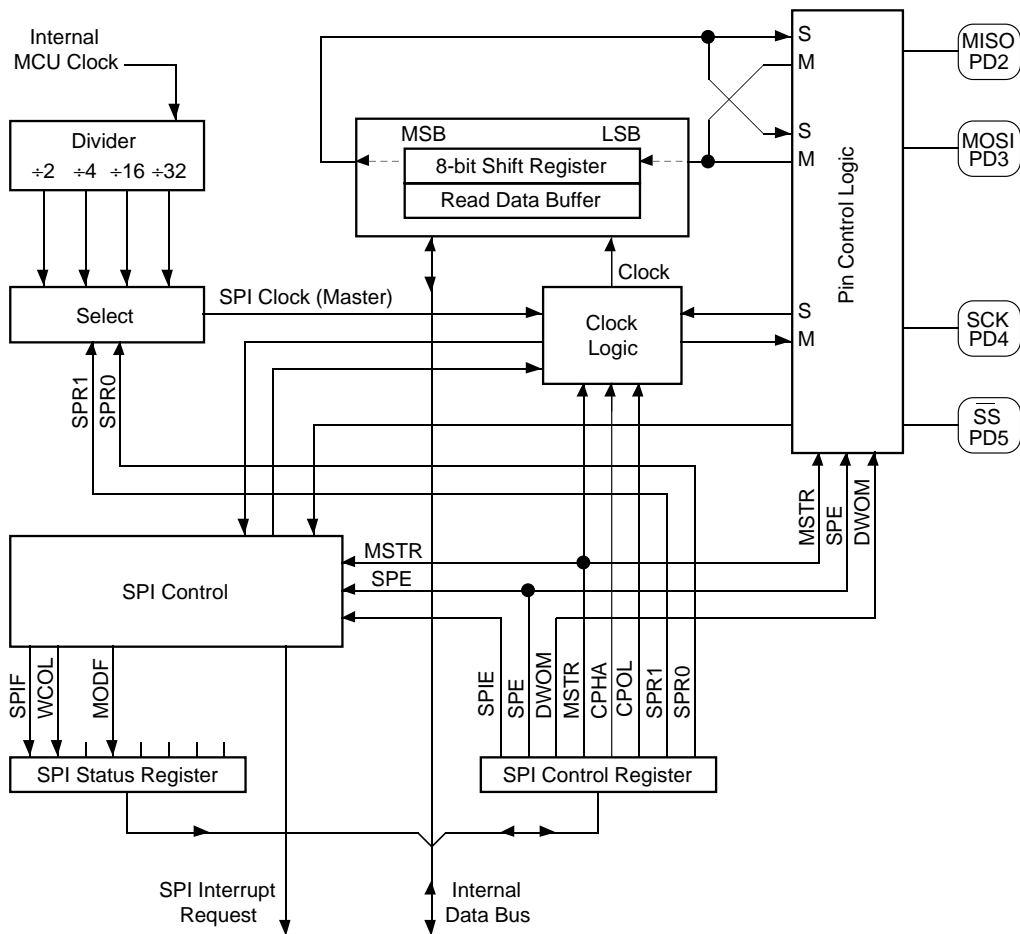 Internal
MCU Clock
Divider
÷2 ÷4 ÷16 ÷32
Select
SPR1
SPR0
SPI Clock (Master)
MSB LSB
8-bit Shift Register
Read Data Buffer
Clock
Clock
Logic
S
M
S
M
S
M
Pin Control Logic
MISO
PD2
MOSI
PD3
SCK
PD4
SS
PD5
MSTR
SPE
DWOM
SPI Control
MSTR
SPE
SPIF
WCOL
MODF
SPIE
SPE
DWOM
MSTR
CPHA
CPOL
SPR1
SPR0
SPI Status Register
SPI Control Register
SPI Interrupt
Request
Internal
Data Bus